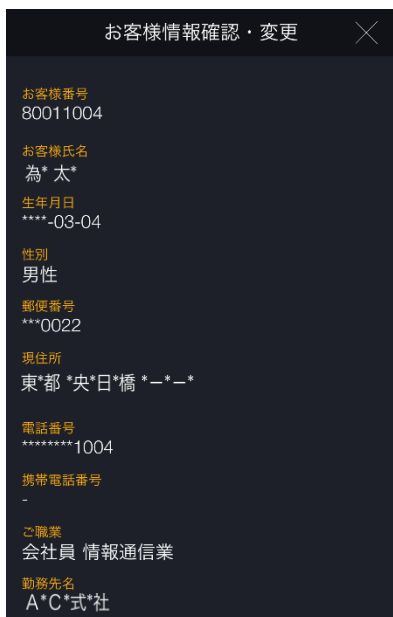 お客様情報確認・変更
お客様番号
80011004
お客様氏名
為* 太*
生年月日
****-03-04
性別
男性
郵便番号
***0022
現住所
東*都 *央*日*橋 *ー*ー*
電話番号
********1004
携帯電話番号
-
ご職業
会社員 情報通信業
勤務先名
A*C*式*社